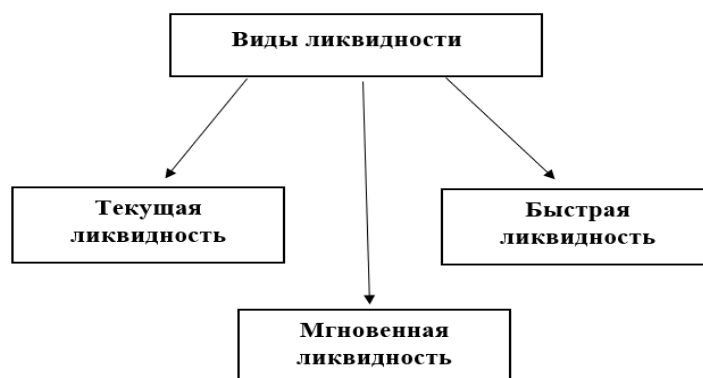 Виды ликвидности
Текущая
ликвидность
Быстрая
ликвидность
Мгновенная
ликвидность